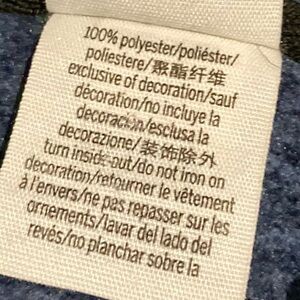 100% polyester/poliéster/
poliestere/聚酯纤维
exclusive of decoration/sauf
décoration/no incluye la
decoración/esclusa la
decorazione/装饰除外
turn inside out/do not iron on
decoration/retourner le vêtement
à l'envers/ne pas repasser sur les
ornements/lavar del lado del
revés/no planchar sobre la